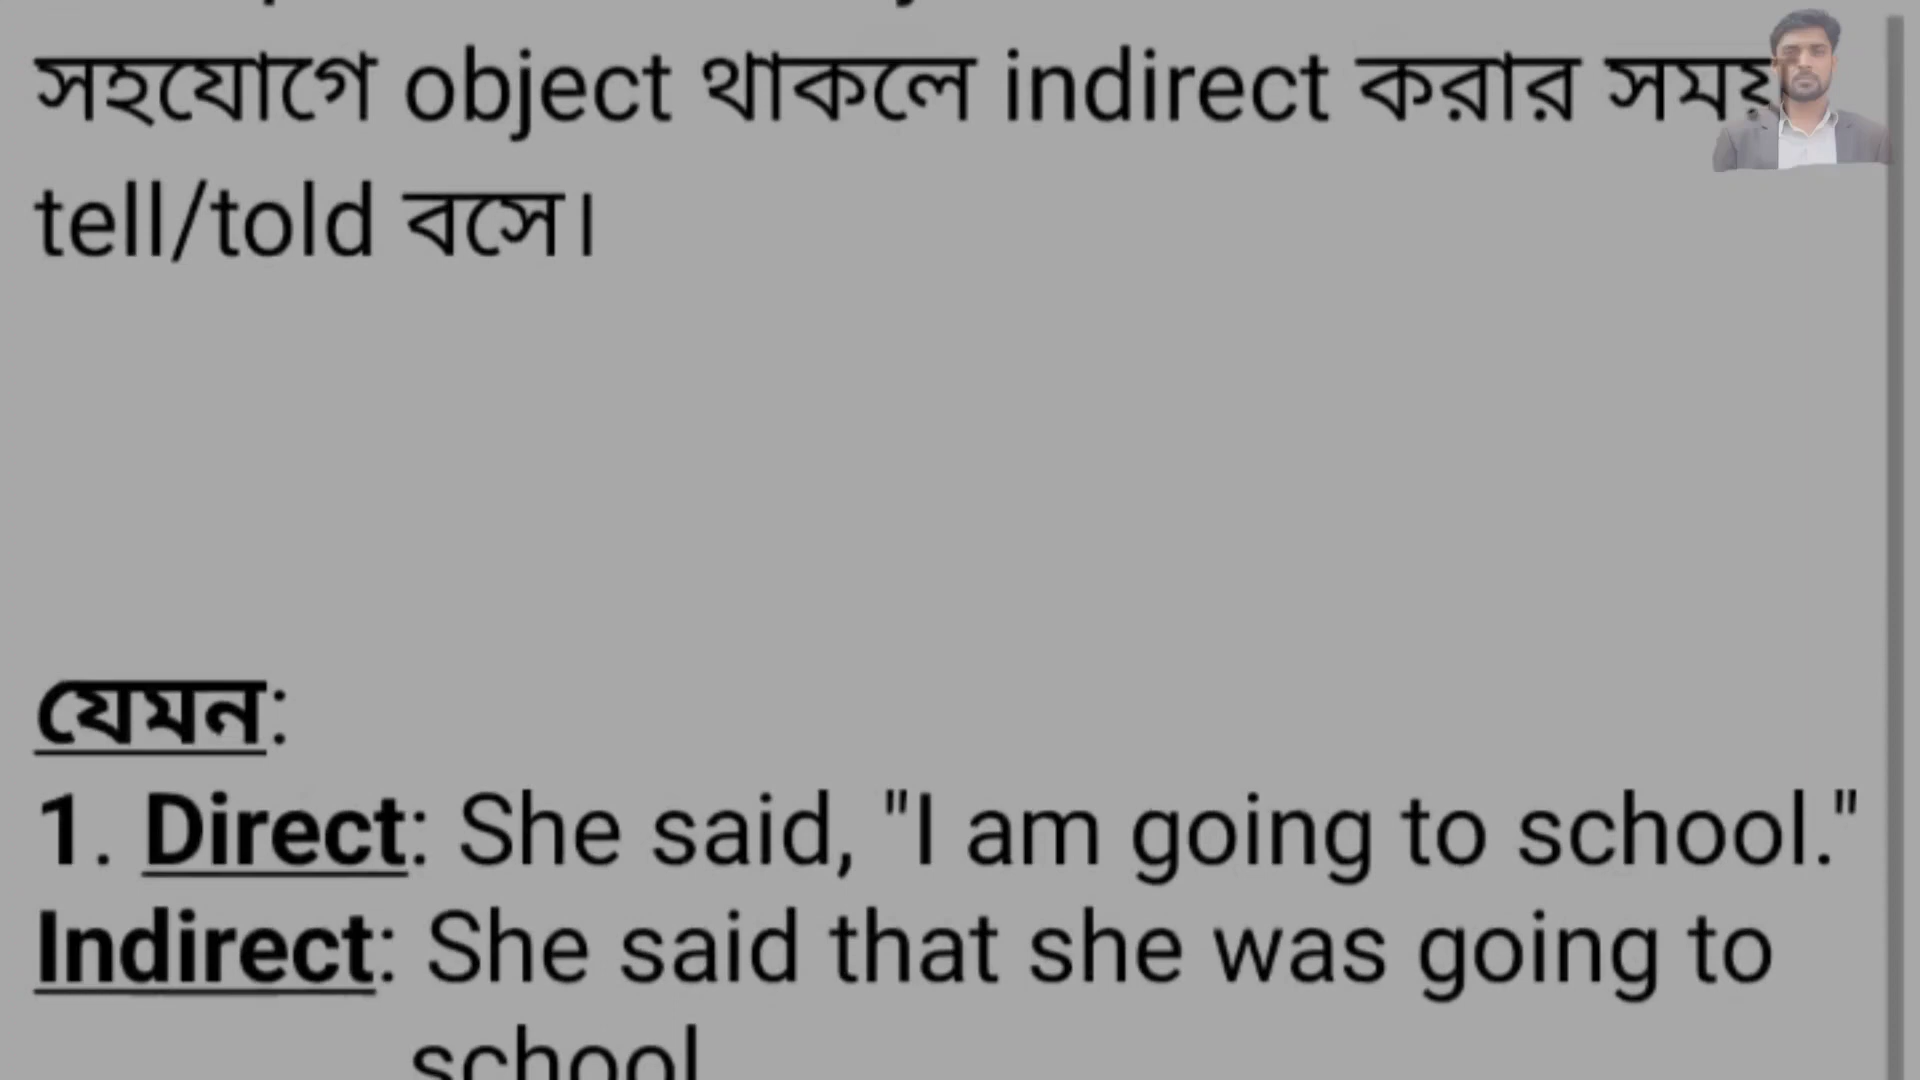 সহযোগে object থাকলে indirect করার সময়
tell/told বসে।
যেমন:
1. Direct: She said, "I am going to school."
Indirect: She said that she was going to
school